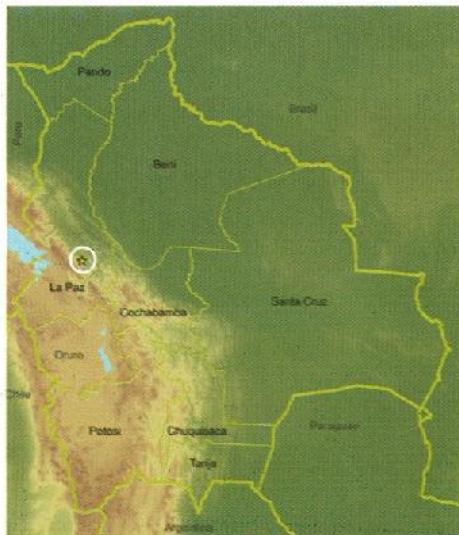 Pando
Brasil
Peru
Beni
La Paz
Cochabamba
Santa Cruz
Oruro
Chile
Potosi
Chuquisaca
Paraguay
Tarija
Argentina